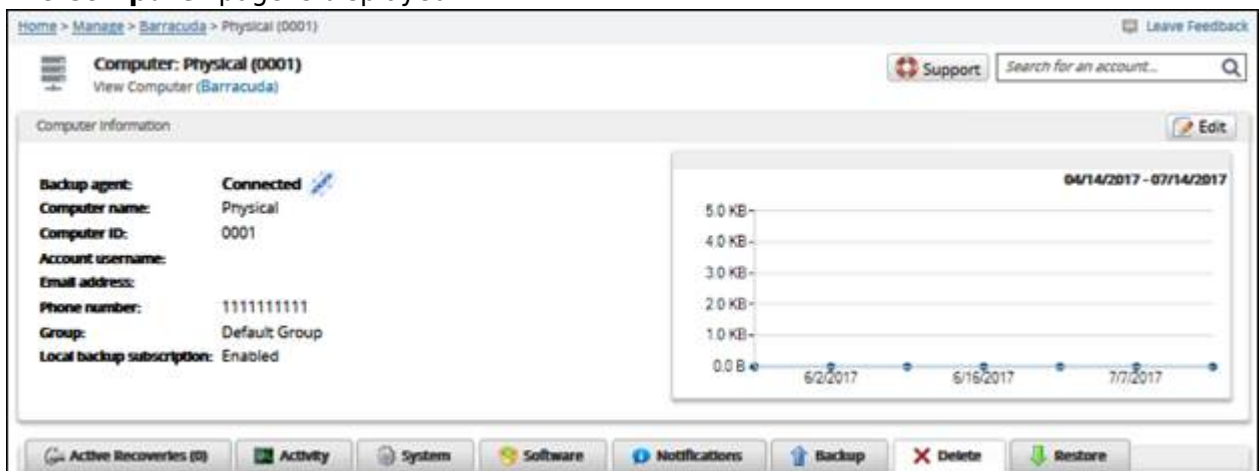 Home > Manage > Barracuda > Physical (0001)
Leave Feedback
Computer: Physical (0001)
View Computer (Barracuda)
Support
Search for an account...
Computer Information
Edit
Backup agent: Connected
Computer name: Physical
Computer ID: 0001
Account username:
Email address:
Phone number: 1111111111
Group: Default Group
Local backup subscription: Enabled
04/14/2017 - 07/14/2017
5.0 KB
4.0 KB
3.0 KB
2.0 KB
1.0 KB
0.0 B
6/2/2017 6/16/2017 7/7/2017
Active Recoveries (0) Activity System Software Notifications Backup Delete Restore